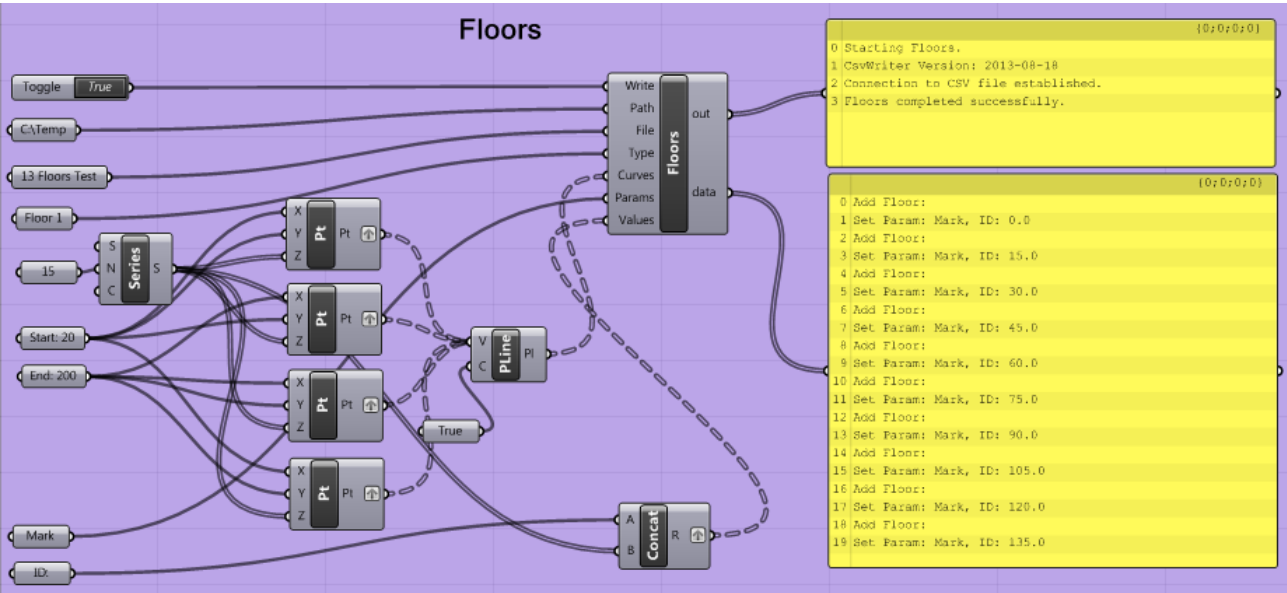 Floors
Toggle True
C:\Temp
13 Floors Test
Floor 1
15
Start: 20
End: 200
Mark
ID:
S
N
C
Series
S
X
Y
Z
Pt
Pt
X
Y
Z
Pt
Pt
X
Y
Z
Pt
Pt
X
Y
Z
Pt
Pt
V
C
PLine
Pl
True
A
B
Concat
R
Write
Path
File
Type
Curves
Params
Values
Floors
out
data
{0;0;0;0}
0 Starting Floors.
1 CsvWriter Version: 2013-08-18
2 Connection to CSV file established.
3 Floors completed successfully.
{0;0;0;0}
0 Add Floor:
1 Set Param: Mark, ID: 0.0
2 Add Floor:
3 Set Param: Mark, ID: 15.0
4 Add Floor:
5 Set Param: Mark, ID: 30.0
6 Add Floor:
7 Set Param: Mark, ID: 45.0
8 Add Floor:
9 Set Param: Mark, ID: 60.0
10 Add Floor:
11 Set Param: Mark, ID: 75.0
12 Add Floor:
13 Set Param: Mark, ID: 90.0
14 Add Floor:
15 Set Param: Mark, ID: 105.0
16 Add Floor:
17 Set Param: Mark, ID: 120.0
18 Add Floor:
19 Set Param: Mark, ID: 135.0